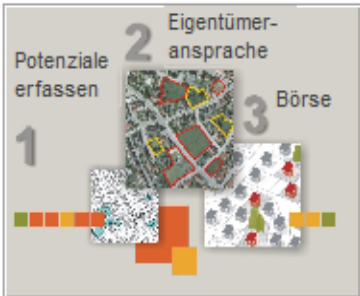 1
Potenziale
erfassen
2
Eigentümer-
ansprache
3
Börse